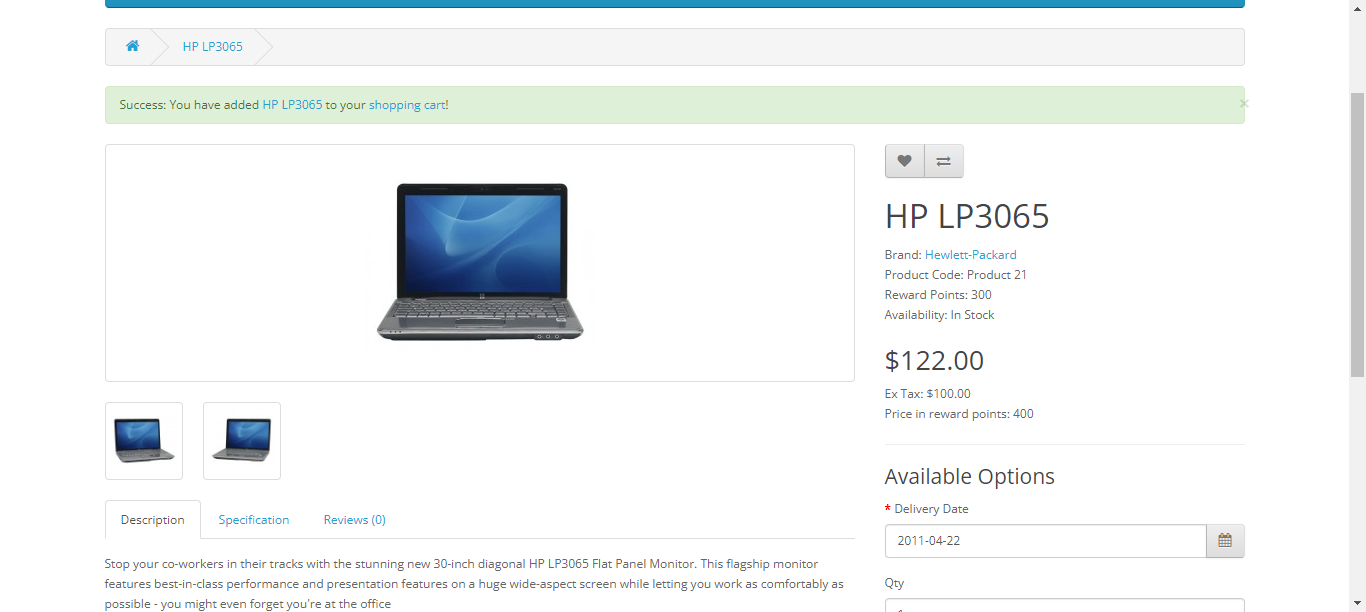 HP LP3065
Success: You have added HP LP3065 to your shopping cart!
×
HP LP3065
Brand: Hewlett-Packard
Product Code: Product 21
Reward Points: 300
Availability: In Stock
$122.00
Ex Tax: $100.00
Price in reward points: 400
Available Options
* Delivery Date
2011-04-22
Qty
Description
Specification
Reviews (0)
Stop your co-workers in their tracks with the stunning new 30-inch diagonal HP LP3065 Flat Panel Monitor. This flagship monitor
features best-in-class performance and presentation features on a huge wide-aspect screen while letting you work as comfortably as
possible - you might even forget you're at the office